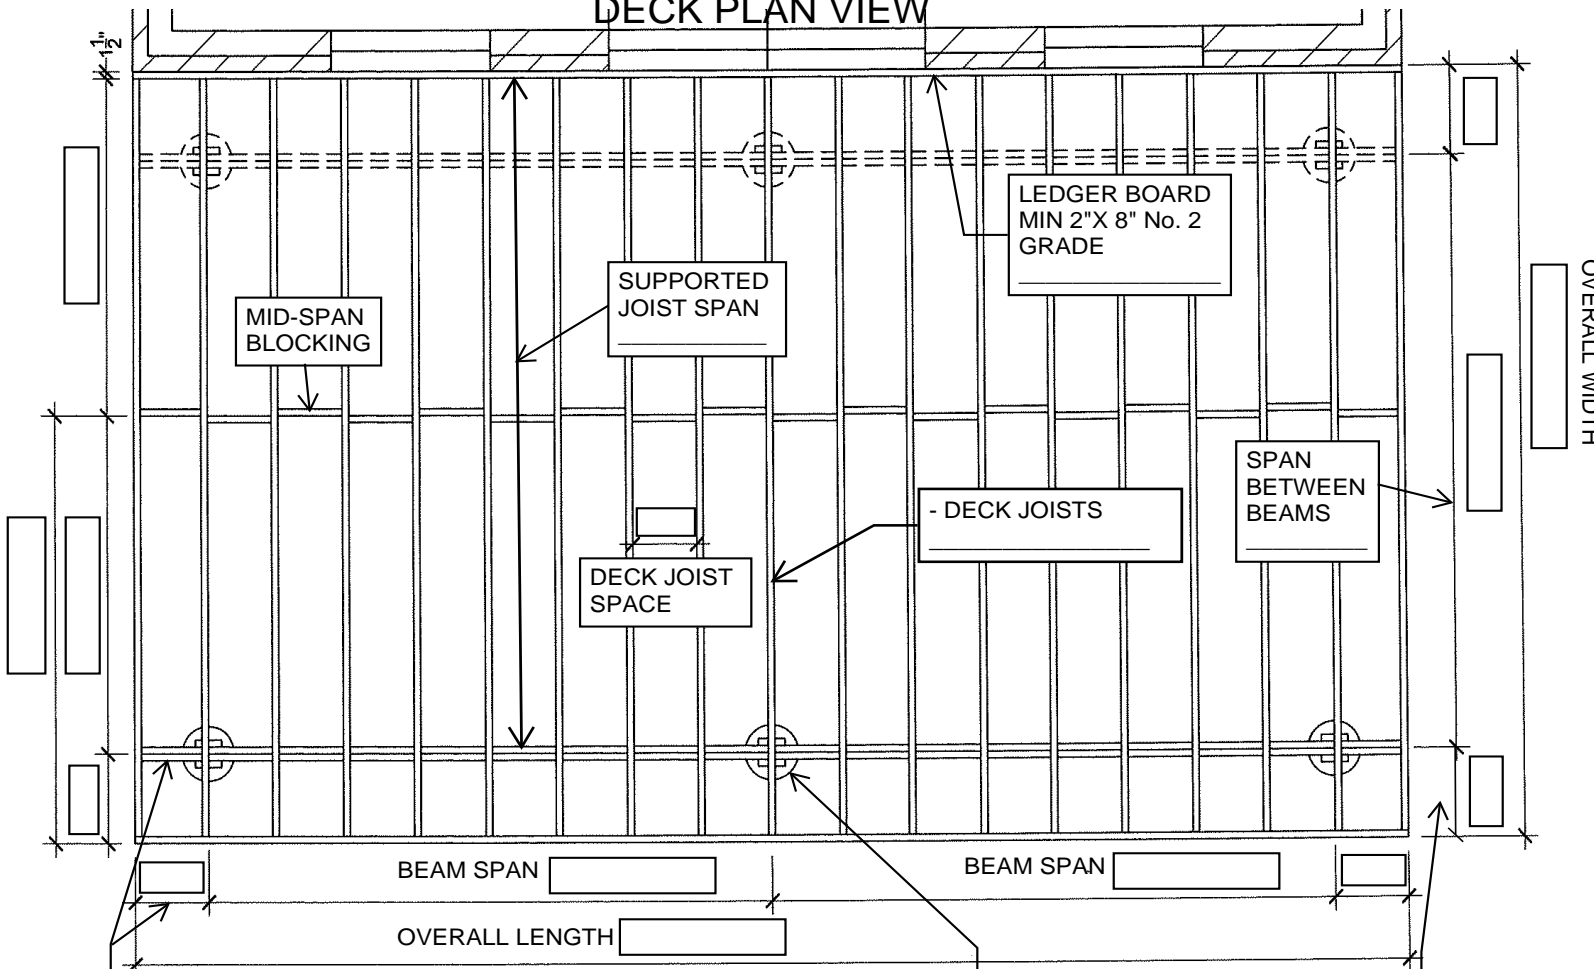 DECK PLAN VIEW
1 1/2"
LEDGER BOARD
MIN 2"X 8" No. 2
GRADE
SUPPORTED
JOIST SPAN
MID-SPAN
BLOCKING
OVERALL WIDTH
SPAN
BETWEEN
BEAMS
- DECK JOISTS
DECK JOIST
SPACE
BEAM SPAN
BEAM SPAN
OVERALL LENGTH